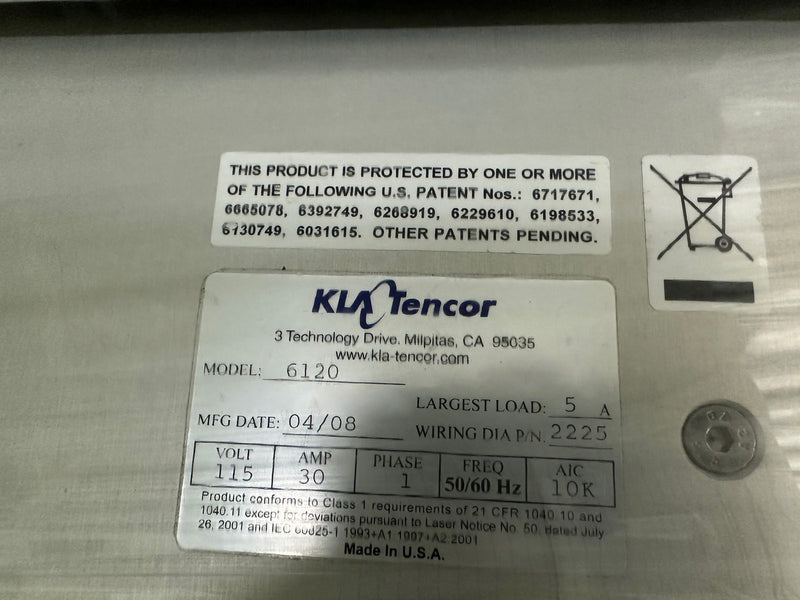 THIS PRODUCT IS PROTECTED BY ONE OR MORE
OF THE FOLLOWING U.S. PATENT Nos.: 6717671,
6665078, 6392749, 6268919, 6229610, 6198533,
6130749, 6031615. OTHER PATENTS PENDING.
KLA Tencor
3 Technology Drive. Milpitas, CA 95035
www.kla-tencor.com
MODEL: 6120
LARGEST LOAD: 5 A
MFG DATE: 04/08
WIRING DIA P/N. 2225
VOLT AMP PHASE FREQ AIC
115 30 1 50/60 Hz 10K
Product conforms to Class 1 requirements of 21 CFR 1040.10 and
1040.11 except for deviations pursuant to Laser Notice No. 50, dated July
26, 2001 and IEC 60825-1 1993+A1 1997+A2 2001
Made in U.S.A.